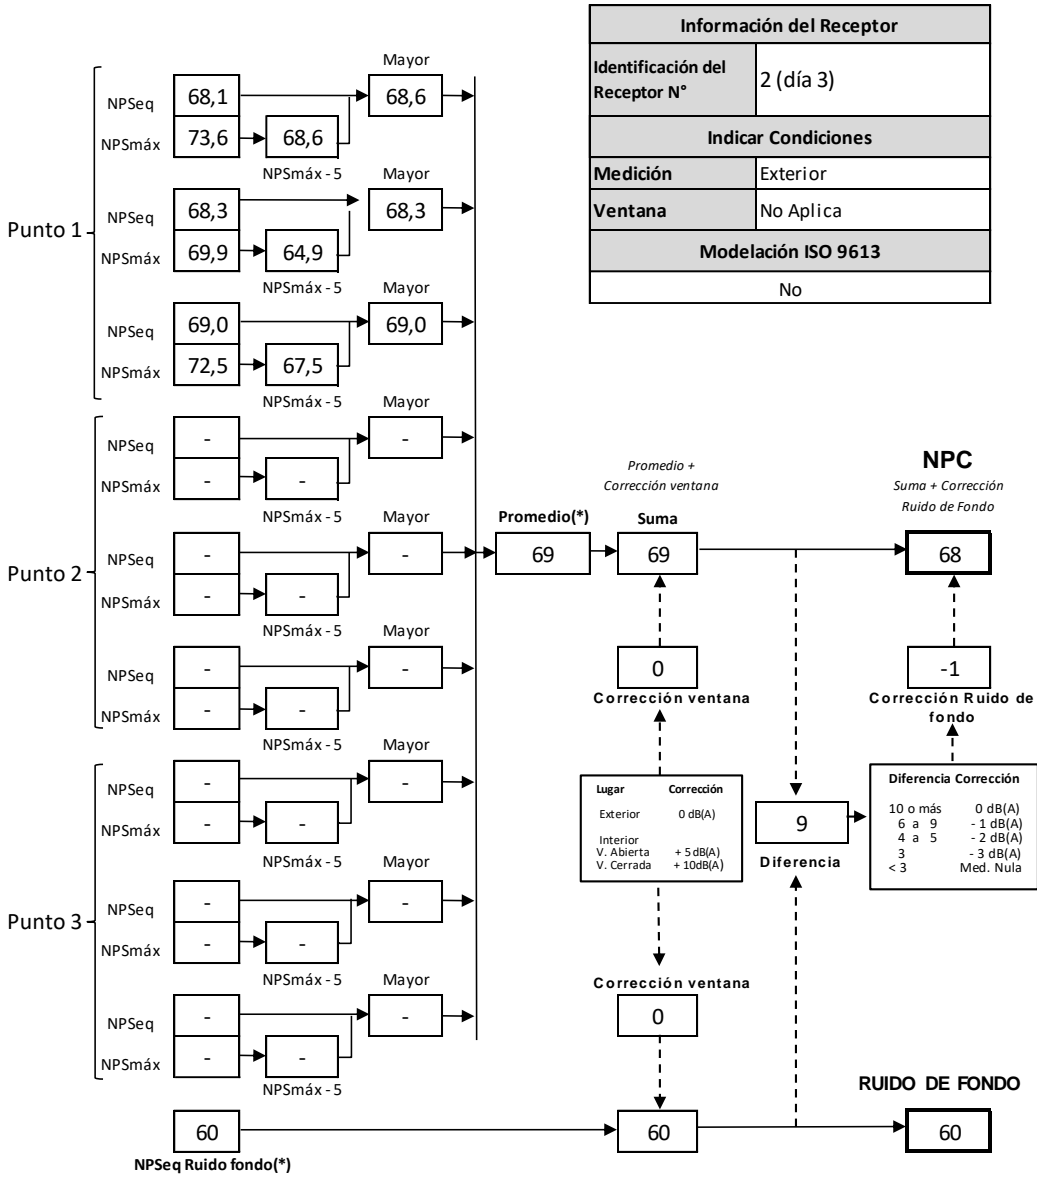 Información del Receptor
Identificación del
Receptor N°
2 (día 3)
Indicar Condiciones
Medición
Exterior
Ventana
No Aplica
Modelación ISO 9613
No
Punto 1
Mayor
NPSeq
68,1
68,6
NPSmáx
73,6
68,6
NPSmáx - 5
Mayor
NPSeq
68,3
68,3
NPSmáx
69,9
64,9
NPSmáx - 5
Mayor
NPSeq
69,0
69,0
NPSmáx
72,5
67,5
NPSmáx - 5
Punto 2
Mayor
NPSeq
-
-
NPSmáx
-
-
NPSmáx - 5
Mayor
NPSeq
-
-
NPSmáx
-
-
NPSmáx - 5
Mayor
NPSeq
-
-
NPSmáx
-
-
NPSmáx - 5
Punto 3
Mayor
NPSeq
-
-
NPSmáx
-
-
NPSmáx - 5
Mayor
NPSeq
-
-
NPSmáx
-
-
NPSmáx - 5
Mayor
NPSeq
-
-
NPSmáx
-
-
NPSmáx - 5
Promedio(*)
69
Promedio +
Corrección ventana
Suma
69
NPC
Suma + Corrección
Ruido de Fondo
68
0
Corrección ventana
-1
Corrección Ruido de
fondo
Lugar Corrección
Exterior 0 dB(A)
Interior
V. Abierta + 5 dB(A)
V. Cerrada + 10dB(A)
9
Diferencia
Diferencia Corrección
10 o más 0 dB(A)
6 a 9 - 1 dB(A)
4 a 5 - 2 dB(A)
3 - 3 dB(A)
< 3 Med. Nula
Corrección ventana
0
RUIDO DE FONDO
60
60
60
NPSeq Ruido fondo(*)